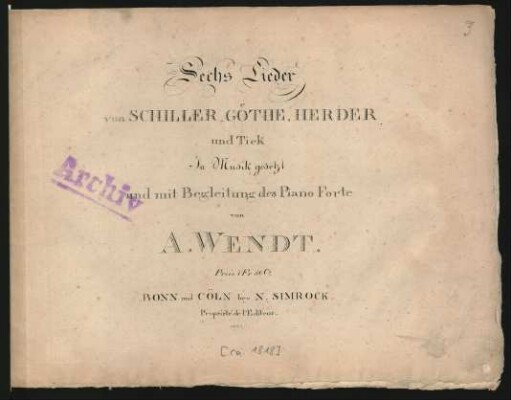 3
Sechs Lieder
von SCHILLER, GÖTHE, HERDER
und Tiek
In Musik gesetzt
und mit Begleitung des Piano Forte
von
A. WENDT.
Archiv
BONN und CÖLN bey N. SIMROCK.
Propriété de l'Editeur.
[ca. 1818]